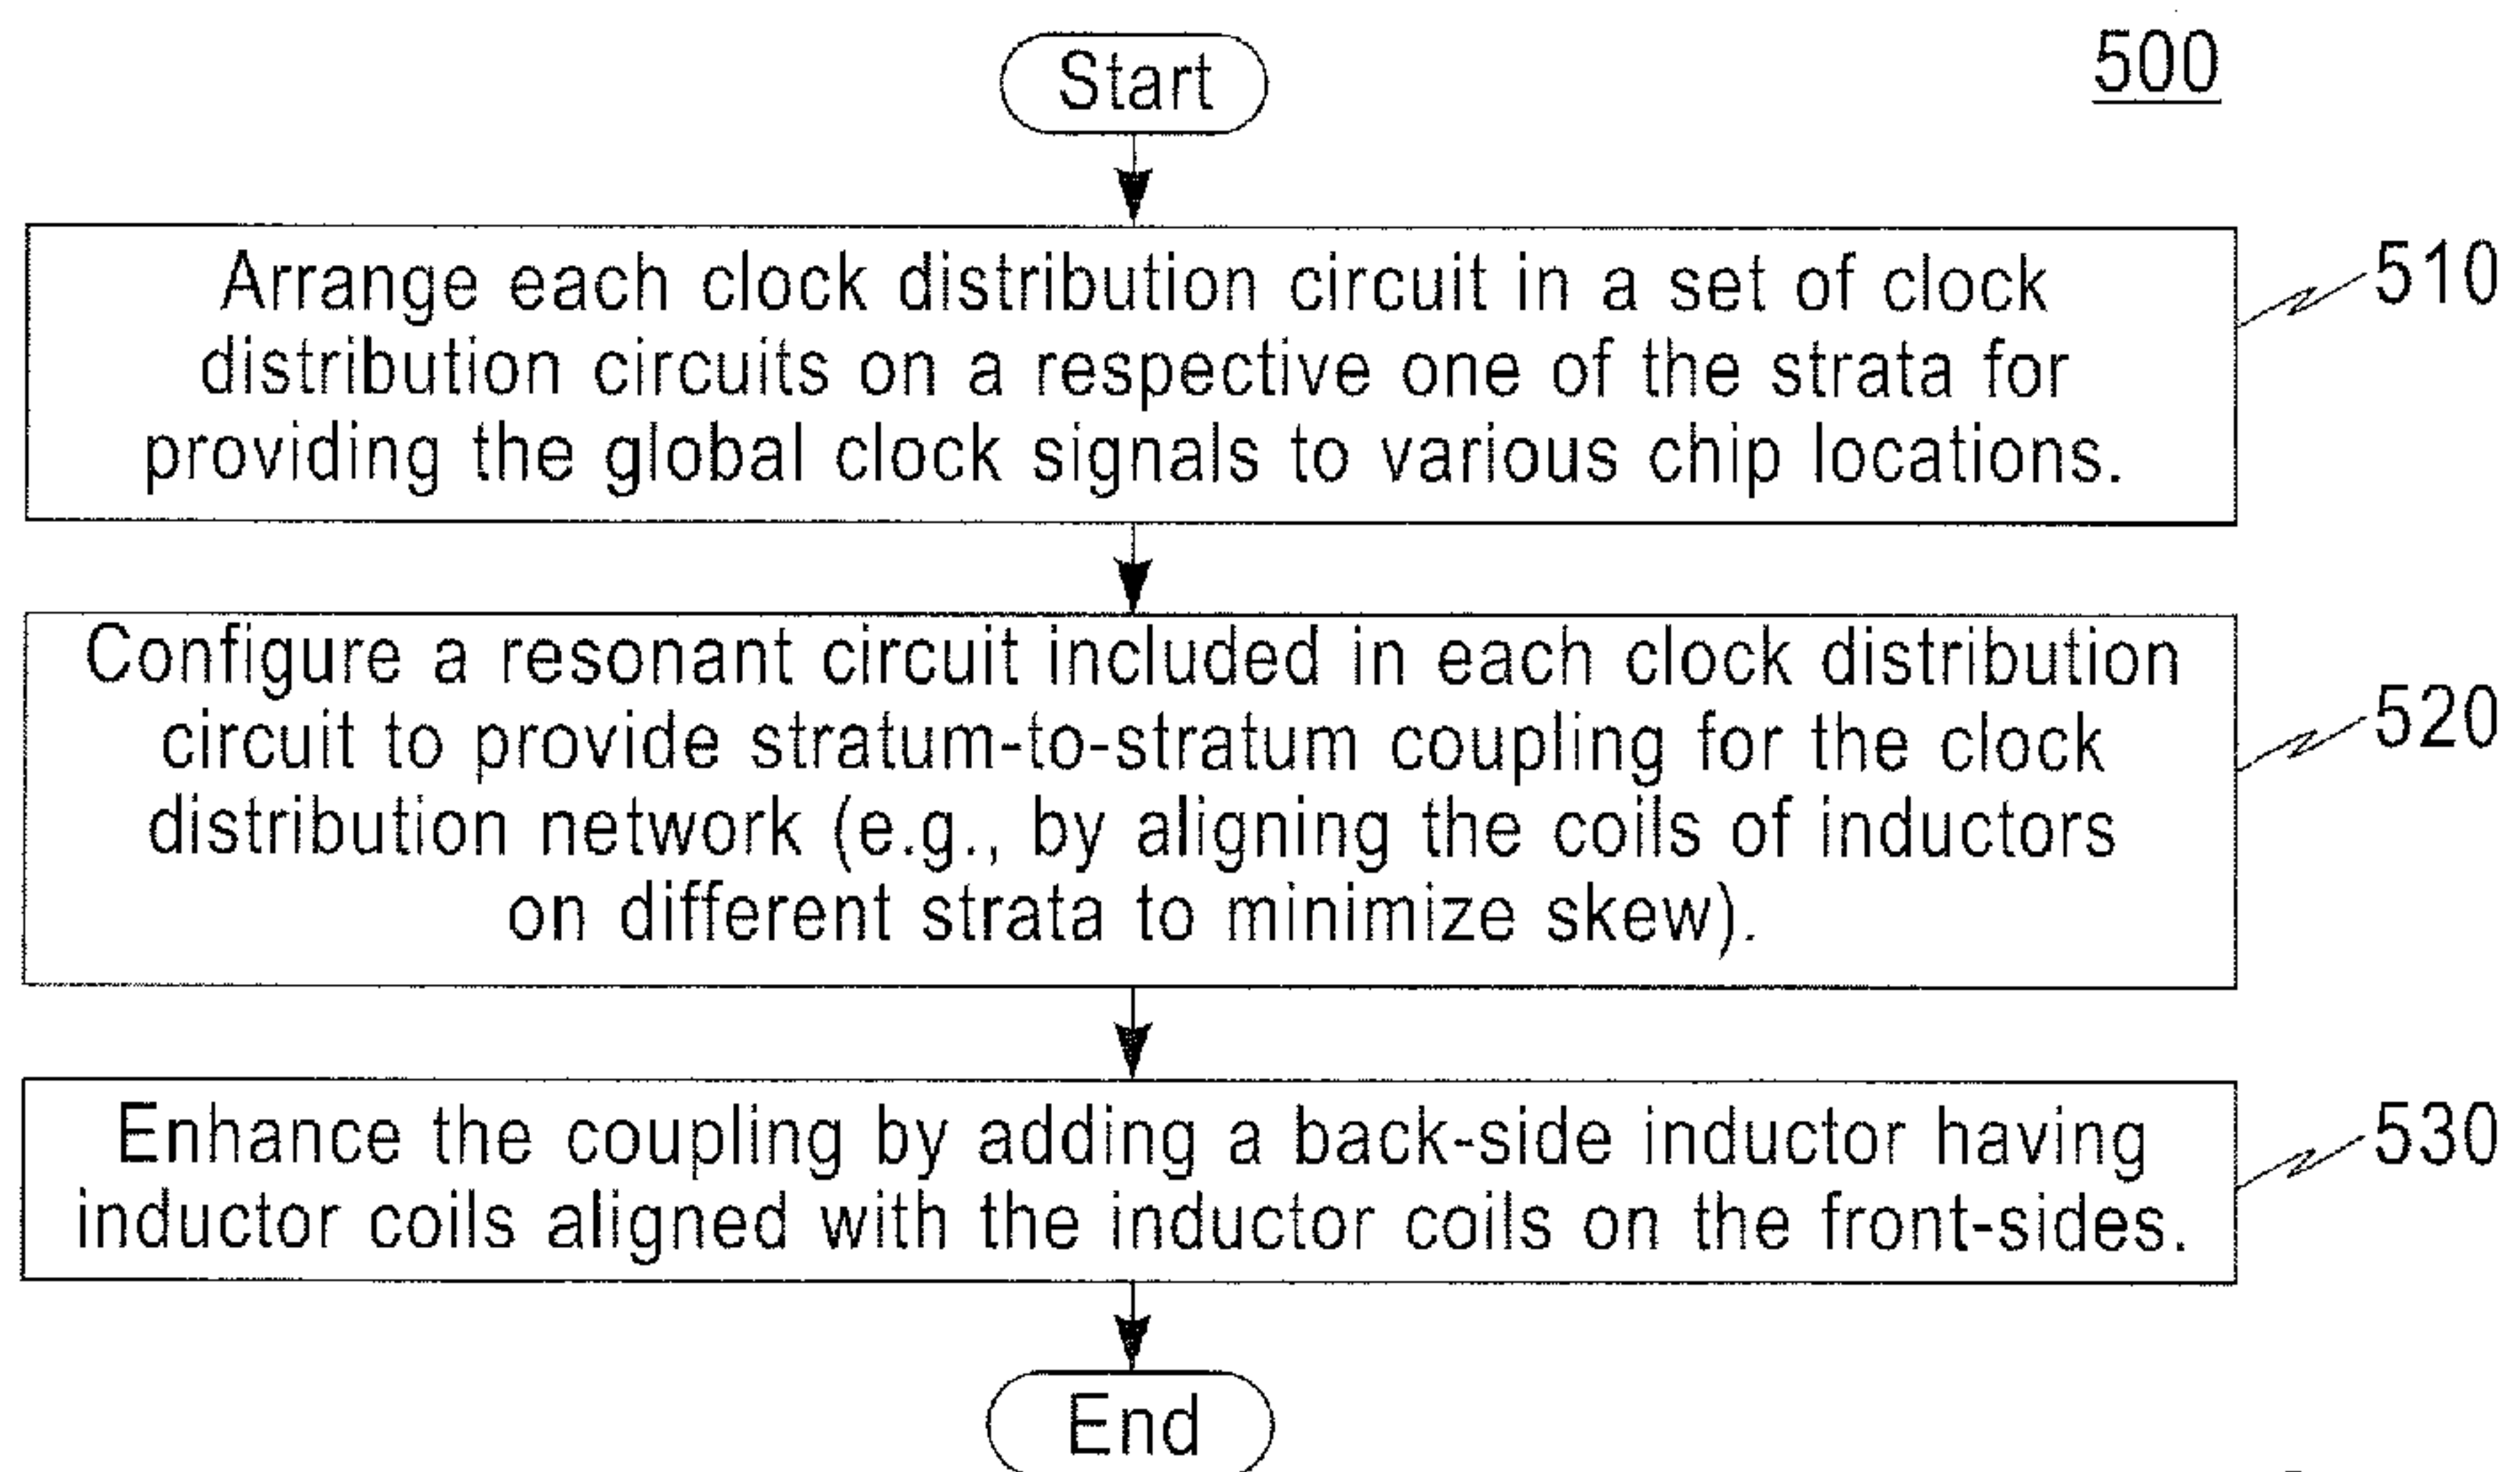 Start
500
Arrange each clock distribution circuit in a set of clock
distribution circuits on a respective one of the strata for
providing the global clock signals to various chip locations.
510
Configure a resonant circuit included in each clock distribution
circuit to provide stratum-to-stratum coupling for the clock
distribution network (e.g., by aligning the coils of inductors
on different strata to minimize skew).
520
Enhance the coupling by adding a back-side inductor having
inductor coils aligned with the inductor coils on the front-sides.
530
End